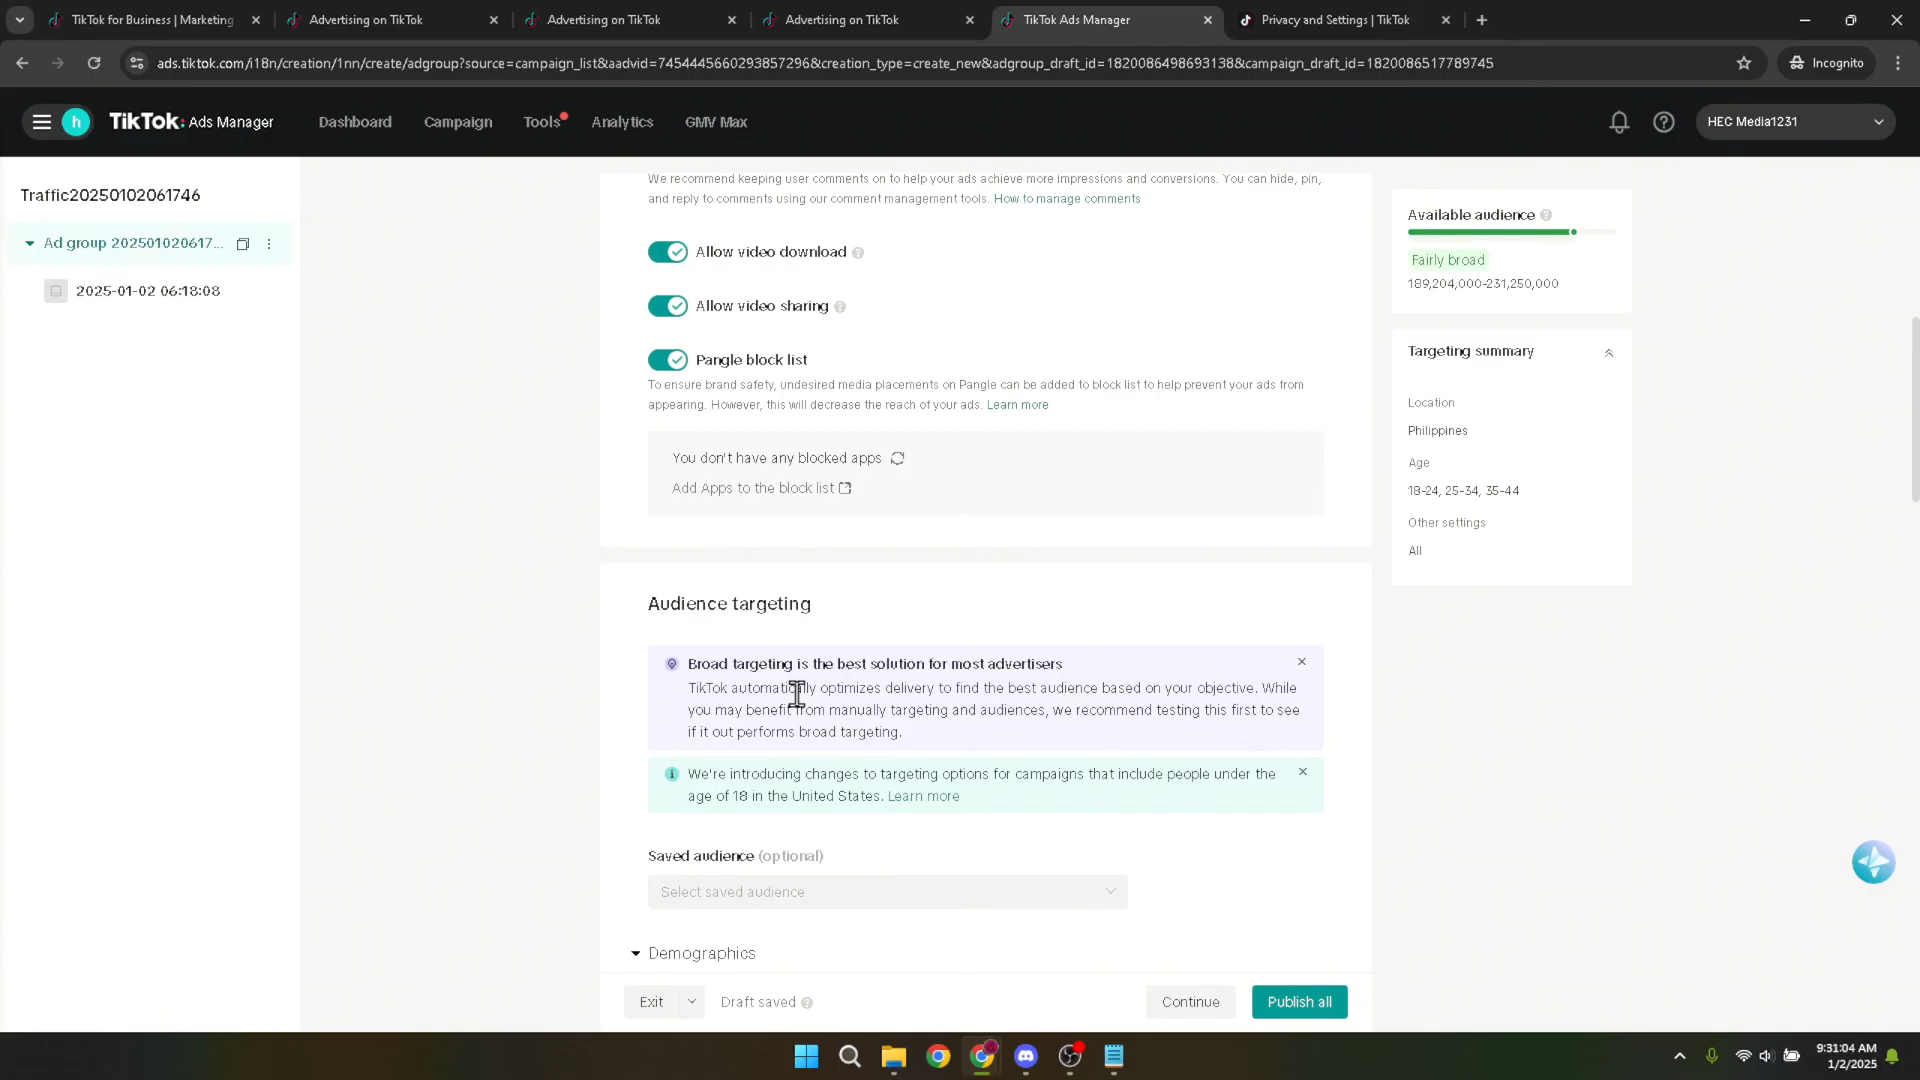 TikTok for Business | Marketing
Advertising on TikTok
Advertising on TikTok
Advertising on TikTok
TikTok Ads Manager
Privacy and Settings | TikTok
ads.tiktok.com/i18n/creation/1nn/create/adgroup?source=campaign_list&aadvid=7454445660293857296&creation_type=create_new&adgroup_draft_id=1820086498693138&campaign_draft_id=1820086517789745
Incognito
h
TikTok: Ads Manager
Dashboard
Campaign
Tools
Analytics
GMV Max
HEC Media1231
Traffic20250102061746
Ad group 202501020617...
2025-01-02 06:18:08
We recommend keeping user comments on to help your ads achieve more impressions and conversions. You can hide, pin,
and reply to comments using our comment management tools. How to manage comments
Allow video download
Allow video sharing
Pangle block list
To ensure brand safety, undesired media placements on Pangle can be added to block list to help prevent your ads from
appearing. However, this will decrease the reach of your ads. Learn more
You don't have any blocked apps
Add Apps to the block list
Audience targeting
Broad targeting is the best solution for most advertisers
TikTok automatically optimizes delivery to find the best audience based on your objective. While
you may benefit from manually targeting and audiences, we recommend testing this first to see
if it out performs broad targeting.
We're introducing changes to targeting options for campaigns that include people under the
age of 18 in the United States. Learn more
Saved audience (optional)
Select saved audience
Demographics
Exit
Draft saved
Continue
Publish all
Available audience
Fairly broad
189,204,000-231,250,000
Targeting summary
Location
Philippines
Age
18-24, 25-34, 35-44
Other settings
All
9:31:04 AM
1/2/2025